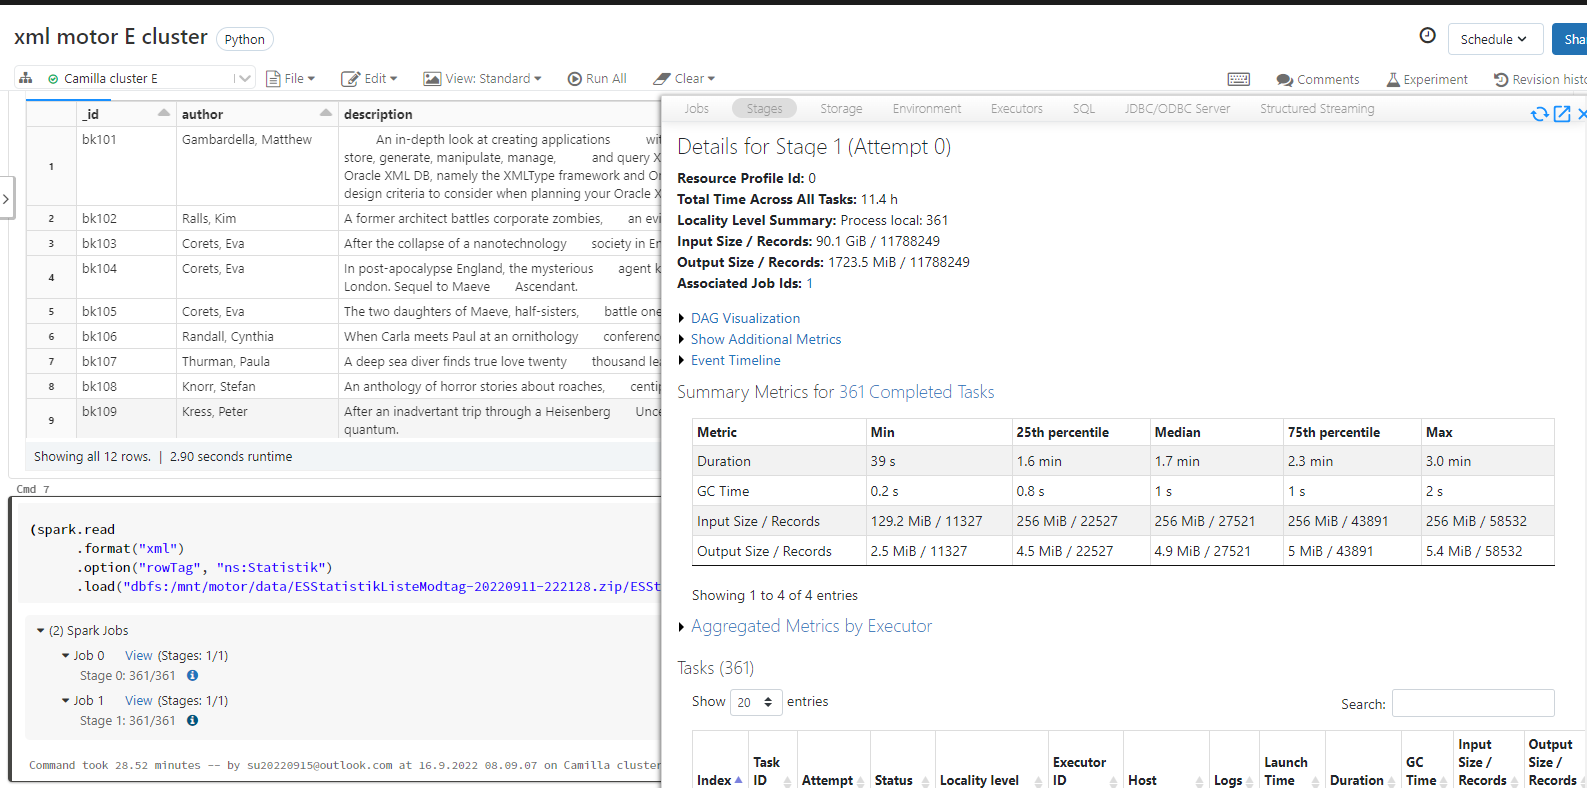 xml motor E cluster Python
Schedule
Camilla cluster E File Edit View: Standard Run All Clear Comments Experiment
_id author description
1 bk101 Gambardella, Matthew An in-depth look at creating applications
store, generate, manipulate, manage, and query
Oracle XML DB, namely the XMLType framework and
design criteria to consider when planning your Oracle
2 bk102 Ralls, Kim A former architect battles corporate zombies, an
3 bk103 Corets, Eva After the collapse of a nanotechnology society in
4 bk104 Corets, Eva In post-apocalypse England, the mysterious agent
London. Sequel to Maeve Ascendant.
5 bk105 Corets, Eva The two daughters of Maeve, half-sisters, battle
6 bk106 Randall, Cynthia When Carla meets Paul at an ornithology
7 bk107 Thurman, Paula A deep sea diver finds true love twenty thousand
8 bk108 Knorr, Stefan An anthology of horror stories about roaches,
9 bk109 Kress, Peter After an inadvertant trip through a Heisenberg
quantum.
Showing all 12 rows. | 2.90 seconds runtime
Cmd 7
(spark.read
.format("xml")
.option("rowTag", "ns:Statistik")
.load("dbfs:/mnt/motor/data/ESStatistikListeModtag-20220911-222128.zip/ESSt
(2) Spark Jobs
Job 0 View (Stages: 1/1)
Stage 0: 361/361
Job 1 View (Stages: 1/1)
Stage 1: 361/361
Command took 28.52 minutes -- by su20220915@outlook.com at 16.9.2022 08.09.07 on Camilla cluster
Jobs Stages Storage Environment Executors SQL JDBC/ODBC Server Structured Streaming
Details for Stage 1 (Attempt 0)
Resource Profile Id: 0
Total Time Across All Tasks: 11.4 h
Locality Level Summary: Process local: 361
Input Size / Records: 90.1 GiB / 11788249
Output Size / Records: 1723.5 MiB / 11788249
Associated Job Ids: 1
DAG Visualization
Show Additional Metrics
Event Timeline
Summary Metrics for 361 Completed Tasks
Metric Min 25th percentile Median 75th percentile Max
Duration 39 s 1.6 min 1.7 min 2.3 min 3.0 min
GC Time 0.2 s 0.8 s 1 s 1 s 2 s
Input Size / Records 129.2 MiB / 11327 256 MiB / 22527 256 MiB / 27521 256 MiB / 43891 256 MiB / 58532
Output Size / Records 2.5 MiB / 11327 4.5 MiB / 22527 4.9 MiB / 27521 5 MiB / 43891 5.4 MiB / 58532
Showing 1 to 4 of 4 entries
Aggregated Metrics by Executor
Tasks (361)
Show 20 entries Search:
Index Task ID Attempt Status Locality level Executor ID Host Logs Launch Time Duration GC Time Input Size / Records Output Size / Records